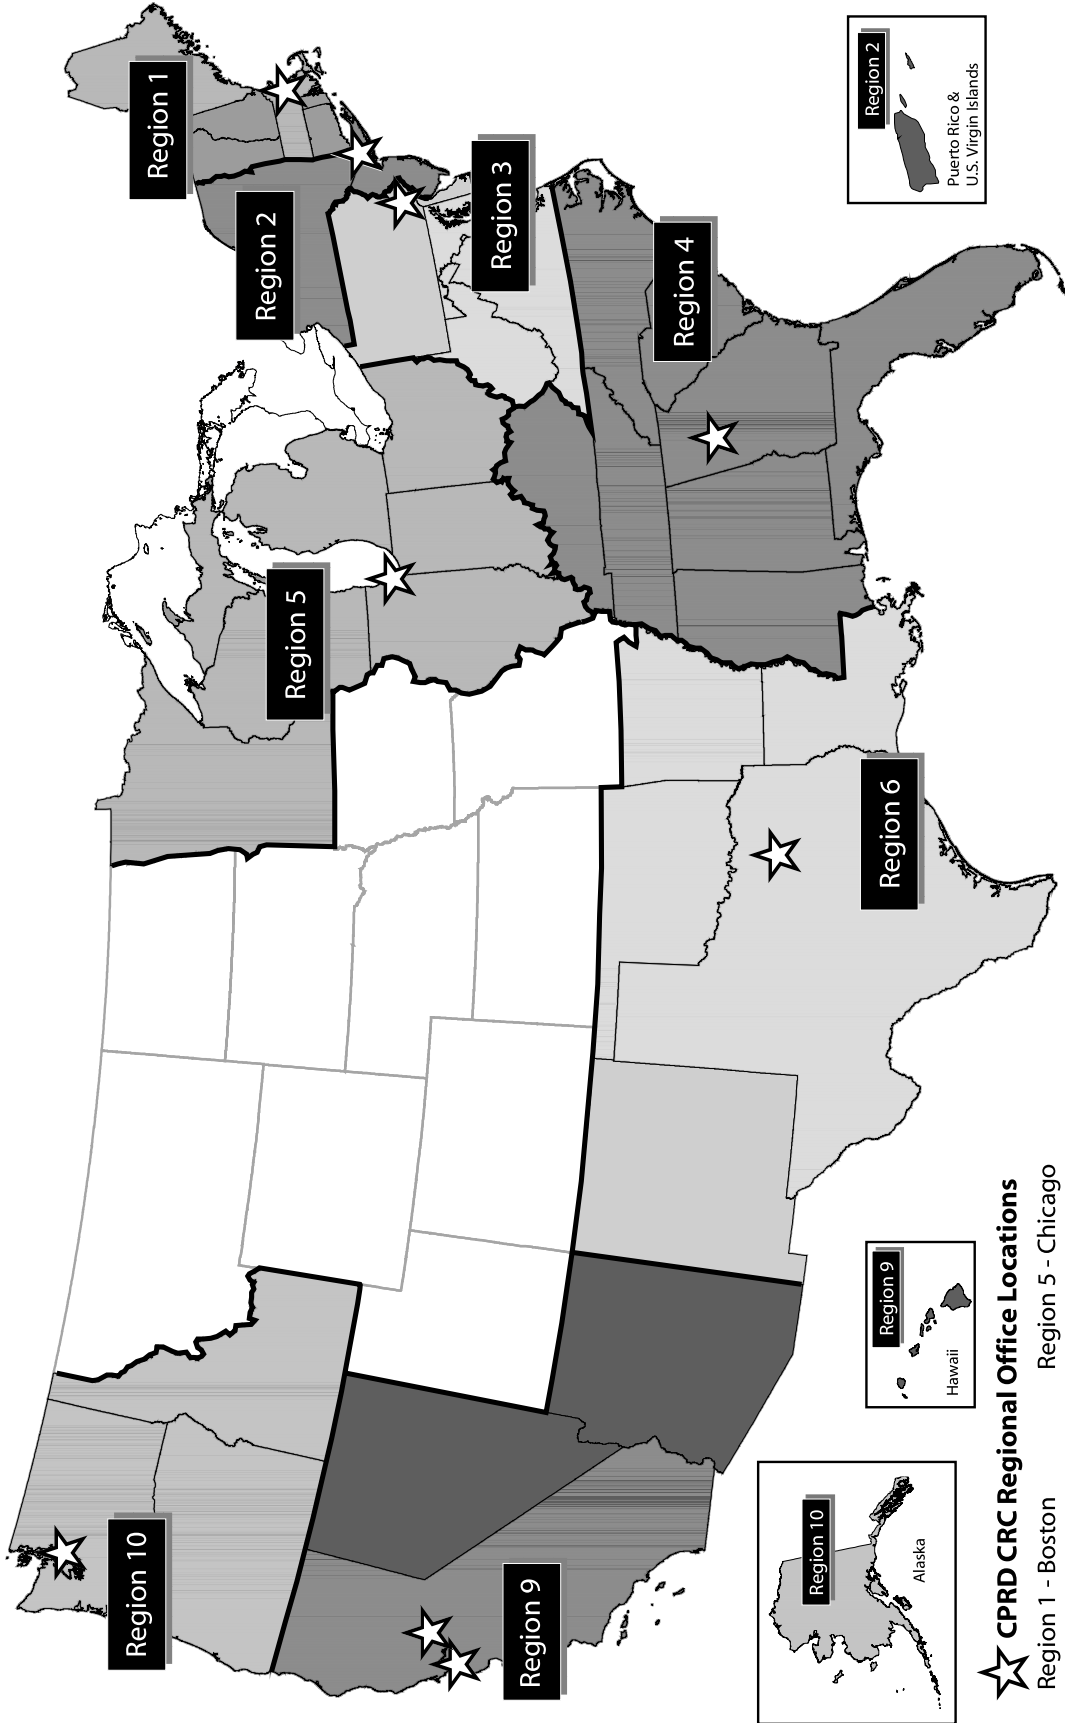 Region 1
Region 2
Region 3
Region 4
Region 5
Region 6
Region 9
Region 10
Region 10
Alaska
Region 9
Hawaii
Region 2
Puerto Rico &
U.S. Virgin Islands
CPRD CRC Regional Office Locations
Region 1 - Boston
Region 5 - Chicago